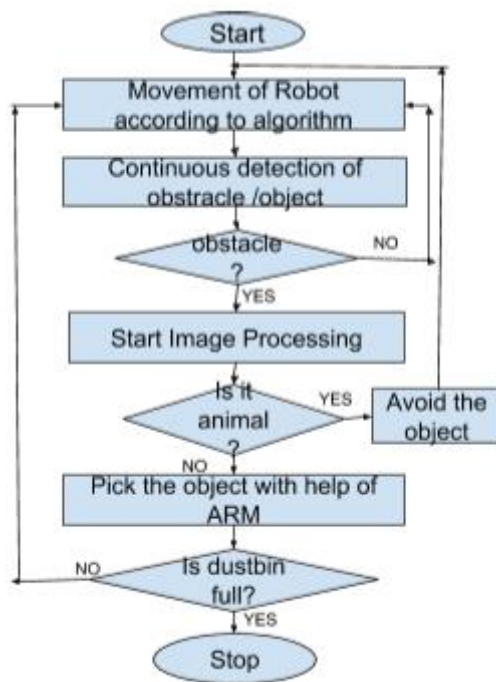 Start
Movement of Robot
according to algorithm
Continuous detection of
obstracle /object
obstacle
?
NO
YES
Start Image Processing
Is it
animal
?
YES
Avoid the
object
NO
Pick the object with help of
ARM
Is dustbin
full?
NO
YES
Stop